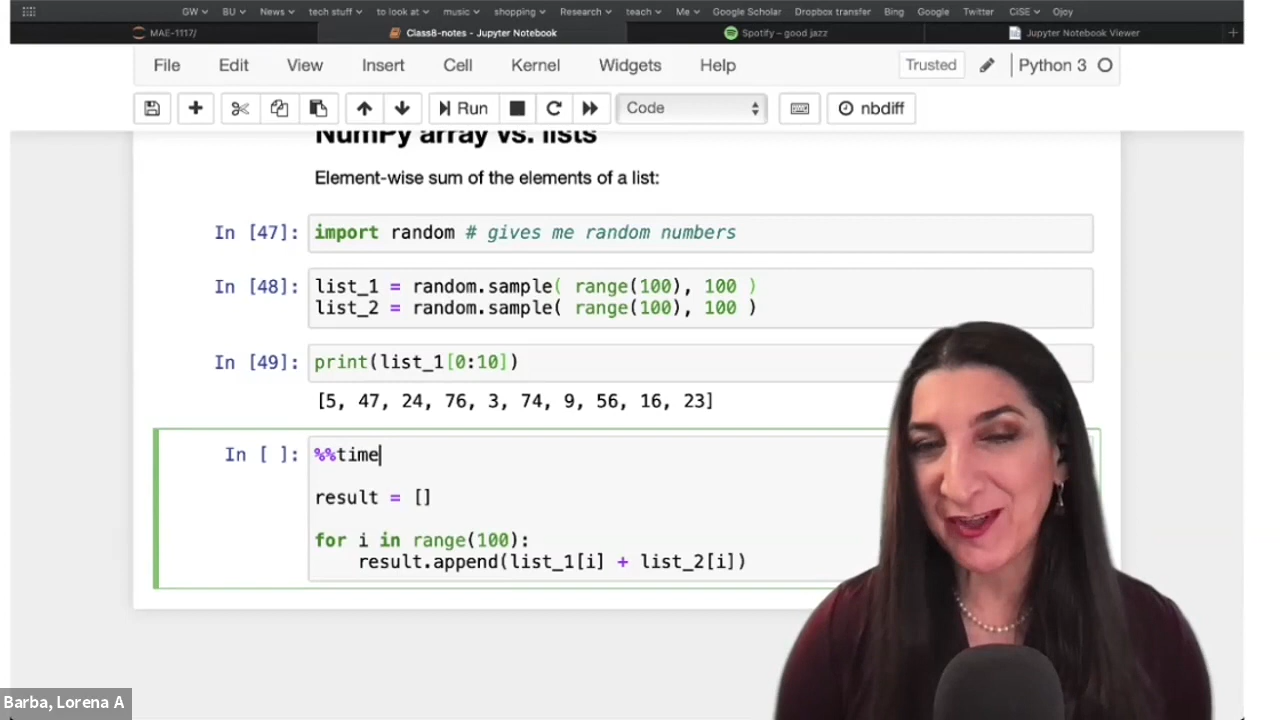 GW BU News tech stuff to look at music shopping Research teach Me Google Scholar Dropbox transfer Bing Google Twitter CiSE Ojoy
MAE-1117/ Class8-notes - Jupyter Notebook Spotify – good jazz Jupyter Notebook Viewer +
File Edit View Insert Cell Kernel Widgets Help Trusted Python 3
Run Code nbdiff
NumPy array vs. lists
Element-wise sum of the elements of a list:
In [47]: import random # gives me random numbers
In [48]: list_1 = random.sample( range(100), 100 )
list_2 = random.sample( range(100), 100 )
In [49]: print(list_1[0:10])
[5, 47, 24, 76, 3, 74, 9, 56, 16, 23]
In [ ]: %%time
result = []
for i in range(100):
result.append(list_1[i] + list_2[i])
Barba, Lorena A